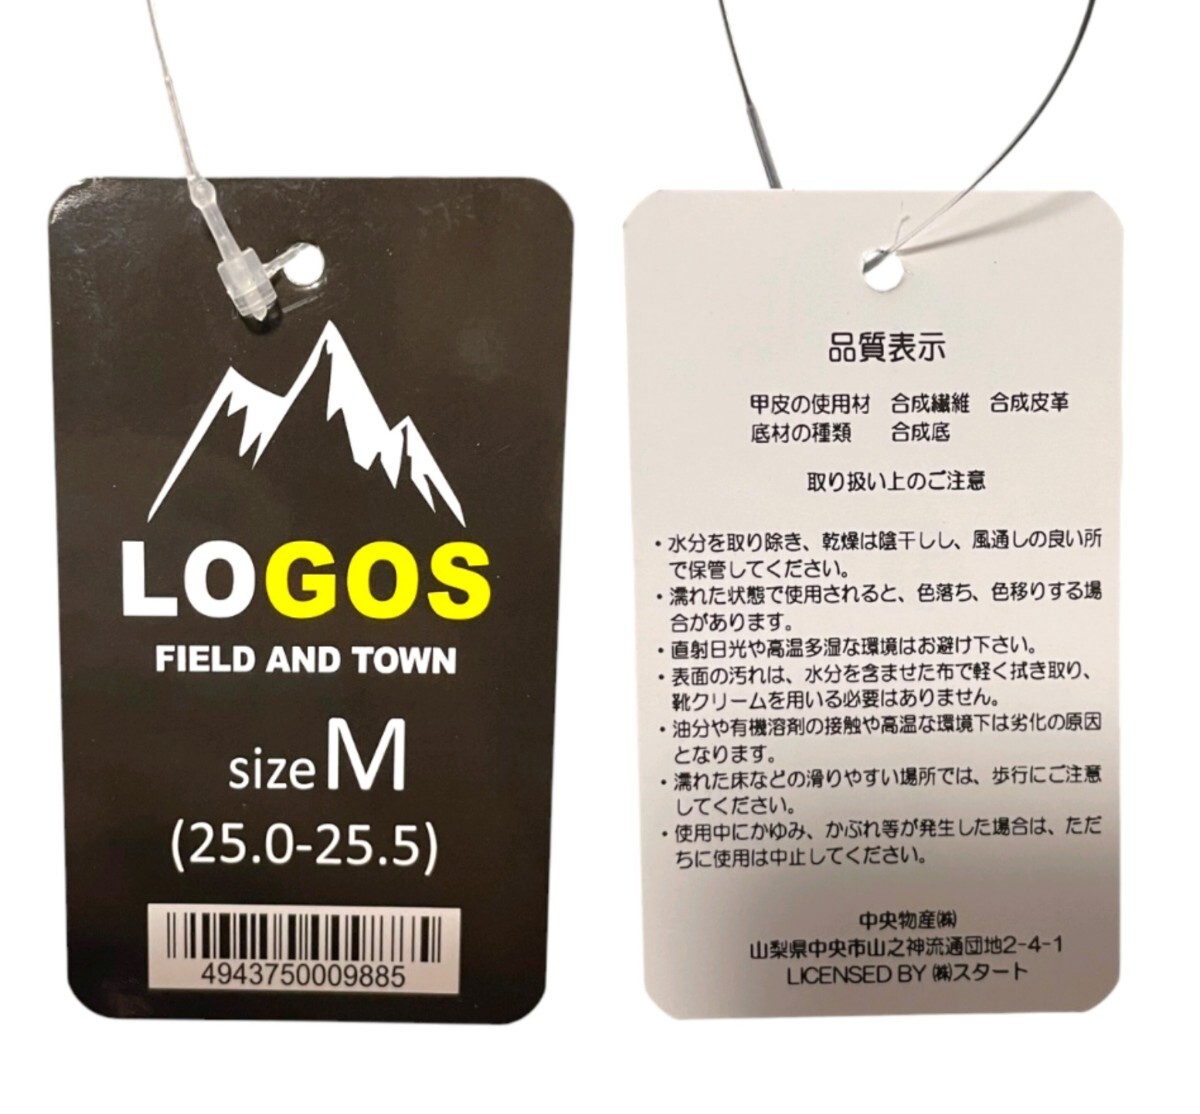 LOGOS
FIELD AND TOWN
size M
(25.0-25.5)
4943750009885
品質表示
甲皮の使用材 合成繊維 合成皮革
底材の種類 合成底
取り扱い上のご注意
・水分を取り除き、乾燥は陰干しし、風通しの良い所
で保管してください。
・濡れた状態で使用されると、色落ち、色移りする場
合があります。
・直射日光や高温多湿な環境はお避け下さい。
・表面の汚れは、水分を含ませた布で軽く拭き取り、
靴クリームを用いる必要はありません。
・油分や有機溶剤の接触や高温な環境下は劣化の原因
となります。
・濡れた床などの滑りやすい場所では、歩行にご注意
してください。
・使用中にかゆみ、かぶれ等が発生した場合は、ただ
ちに使用は中止してください。
中央物産㈱
山梨県中央市山之神流通団地2-4-1
LICENSED BY ㈱スタート